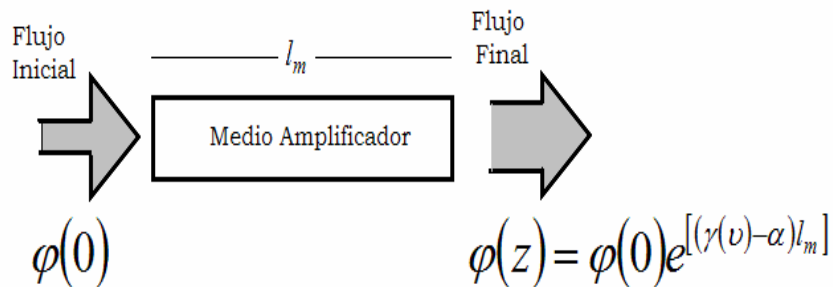 Flujo
Inicial
l_m
Flujo
Final
Medio Amplificador
φ(0)
φ(z) = φ(0)e^{[(γ(υ)−α)l_m]}